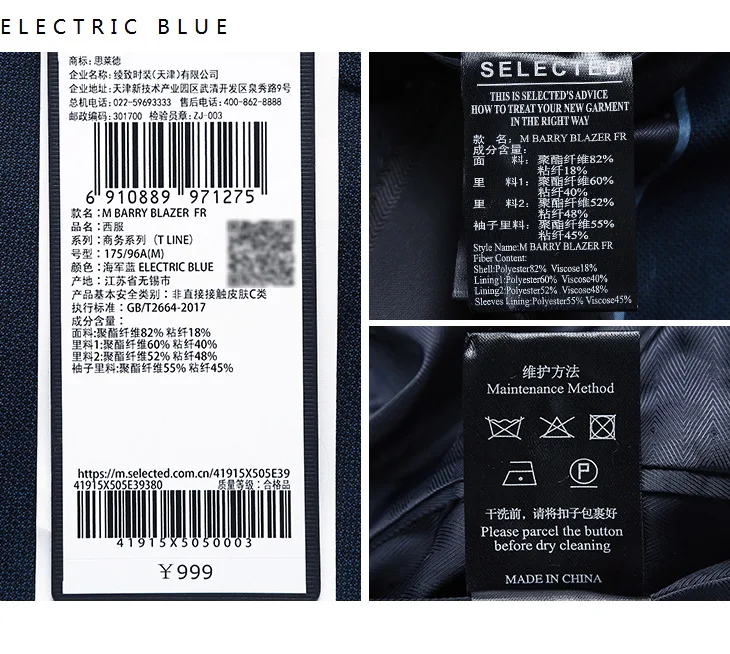 ELECTRIC BLUE
商标: 思莱德
企业名称: 绫致时装(天津)有限公司
企业地址: 天津新技术产业园区武清开发区泉秀路9号
总机电话: 022-59693333 售后电话: 400-862-8888
邮政编码: 301700 检验员章: ZJ-003
6 910889 971275
款名: M BARRY BLAZER FR
品名: 西服
系列: 商务系列 (T LINE)
号型: 175/96A(M)
颜色: 海军蓝 ELECTRIC BLUE
产地: 江苏省无锡市
产品基本安全类别: 非直接接触皮肤C类
执行标准: GB/T2664-2017
成分含量:
面料:聚酯纤维82% 粘纤18%
里料1:聚酯纤维60% 粘纤40%
里料2:聚酯纤维52% 粘纤48%
袖子里料:聚酯纤维55% 粘纤45%
https://m.selected.com.cn/41915X505E39
41915X505E39380 质量等级: 合格品
41915X5050003
￥999
SELECTED
THIS IS SELECTED'S ADVICE
HOW TO TREAT YOUR NEW GARMENT
IN THE RIGHT WAY
款 名: M BARRY BLAZER FR
成分含量:
面 料: 聚酯纤维82%
粘纤18%
里 料1: 聚酯纤维60%
粘纤40%
里 料2: 聚酯纤维52%
粘纤48%
袖子里料: 聚酯纤维55%
粘纤45%
Style Name:M BARRY BLAZER FR
Fiber Content:
Shell:Polyester82% Viscose18%
Lining1:Polyester60% Viscose40%
Lining2:Polyester52% Viscose48%
Sleeves Lining:Polyester55% Viscose45%
维护方法
Maintenance Method
P
干洗前, 请将扣子包裹好
Please parcel the button
before dry cleaning
MADE IN CHINA